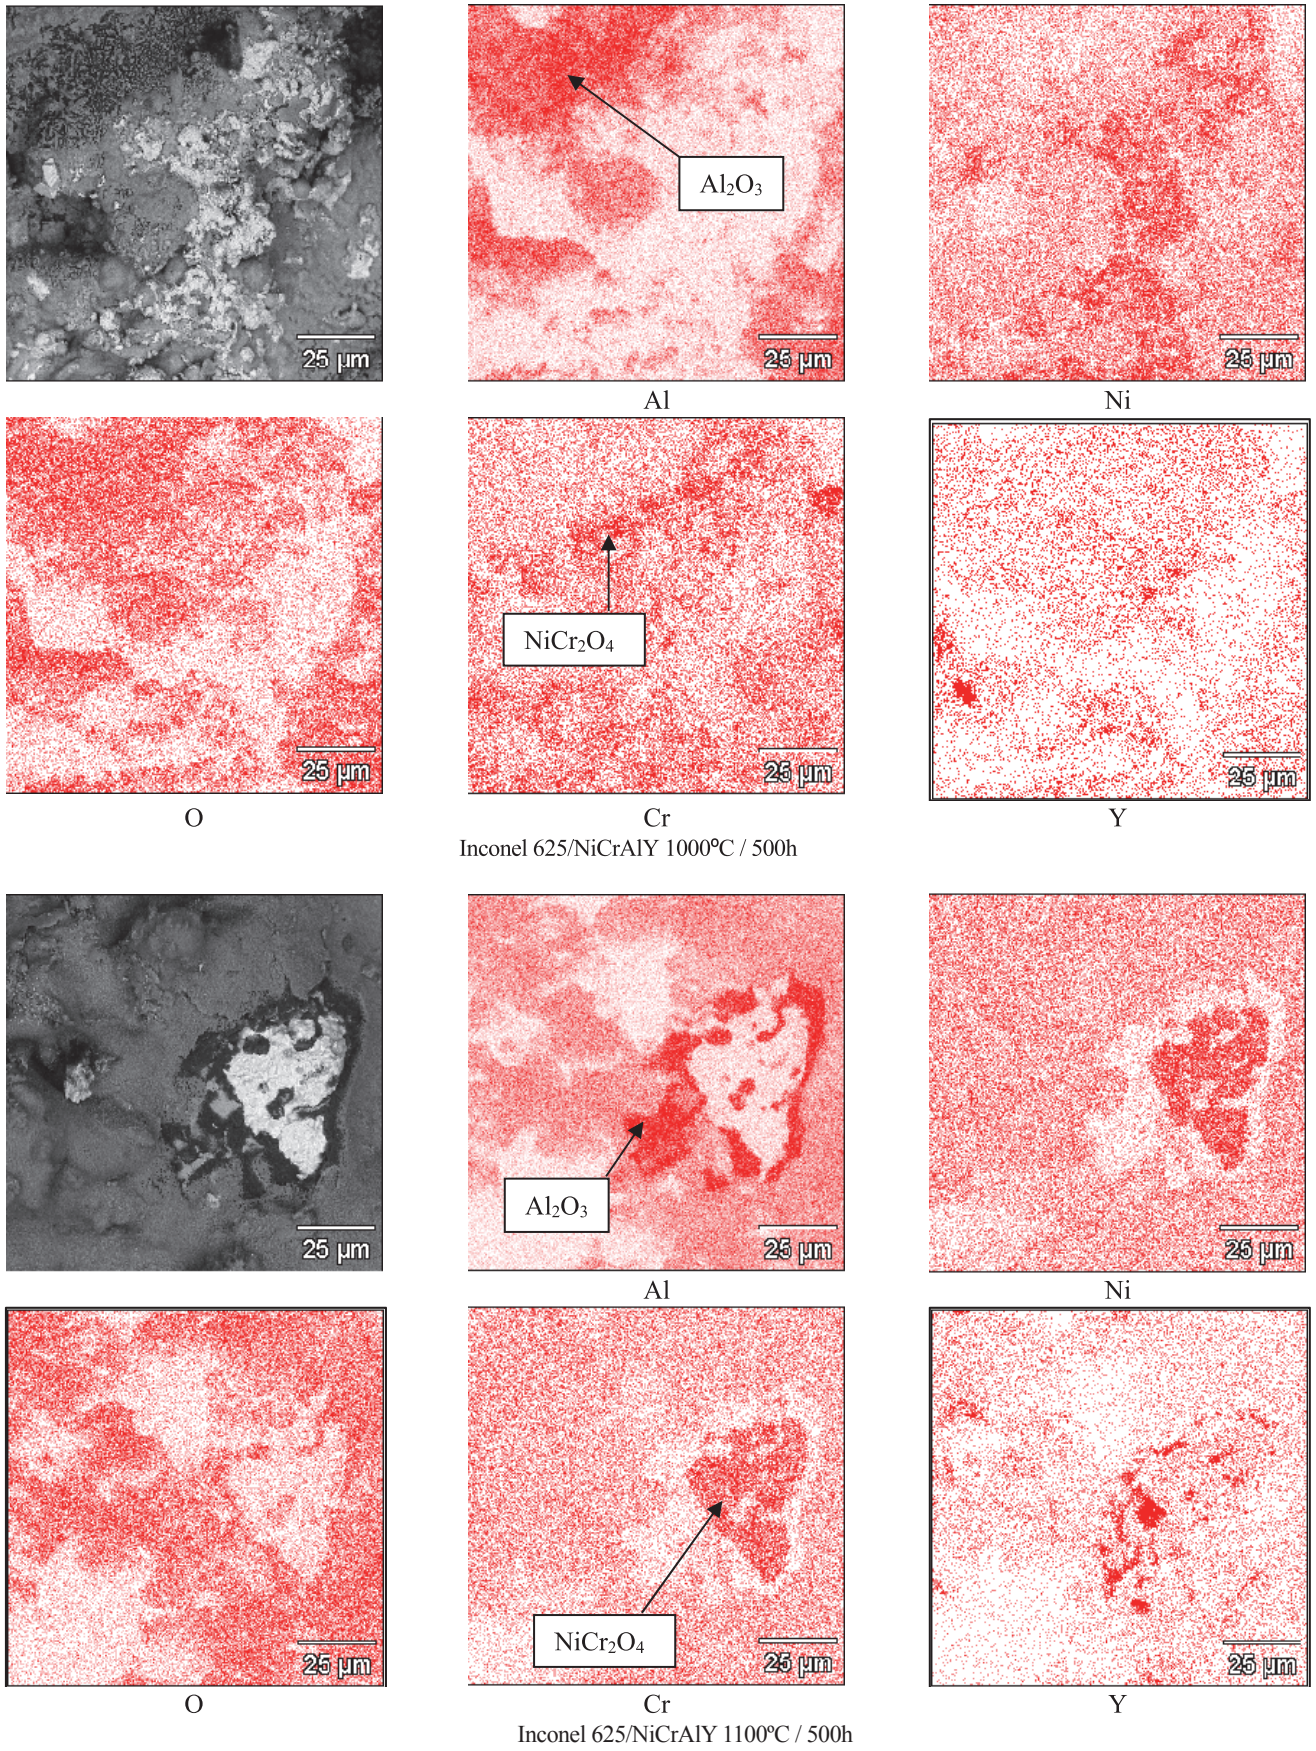 25 μm
Al₂O₃
25 μm
25 μm
Al
Ni
NiCr₂O₄
25 μm
25 μm
25 μm
O
Cr
Y
Inconel 625/NiCrAlY 1000ºC / 500h
25 μm
Al₂O₃
25 μm
25 μm
Al
Ni
NiCr₂O₄
25 μm
25 μm
25 μm
O
Cr
Y
Inconel 625/NiCrAlY 1100ºC / 500h